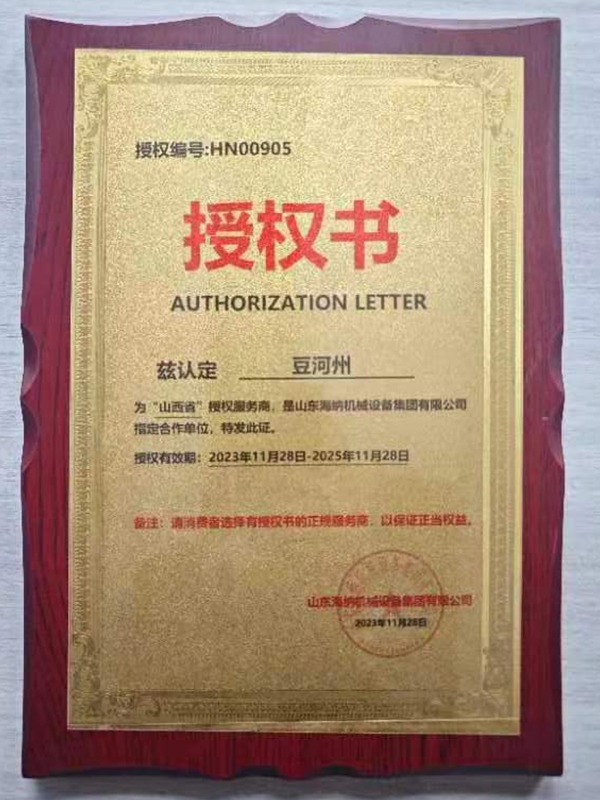 授权编号:HN00905
授权书
AUTHORIZATION LETTER
兹认定 豆河州
为“山西省”授权服务商，是山东海纳机械设备集团有限公司
指定合作单位，特发此证。
授权有效期：2023年11月28日-2025年11月28日
备注：请消费者选择有授权书的正规服务商，以保证正当权益。
山东海纳机械设备集团有限公司
2023年11月28日